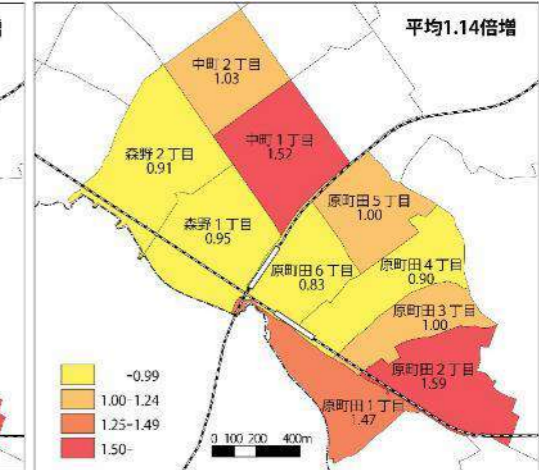 増
平均1.14倍増
中町２丁目
1.03
中町１丁目
1.52
森野２丁目
0.91
森野１丁目
0.95
原町田５丁目
1.00
原町田６丁目
0.83
原町田４丁目
0.90
原町田３丁目
1.00
原町田２丁目
1.59
原町田１丁目
1.47
-0.99
1.00-1.24
1.25-1.49
1.50-
0 100 200 400m